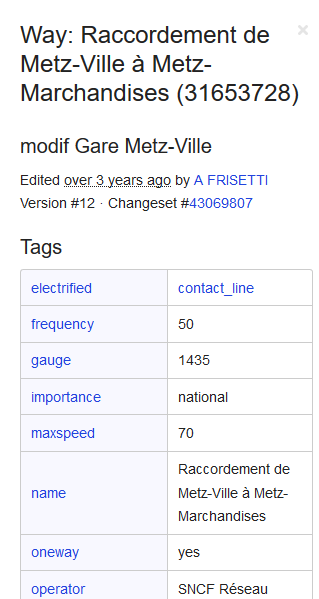 Way: Raccordement de
Metz-Ville à Metz-
Marchandises (31653728)
×
modif Gare Metz-Ville
Edited over 3 years ago by A FRISETTI
Version #12 · Changeset #43069807
Tags
electrified contact_line
frequency 50
gauge 1435
importance national
maxspeed 70
name Raccordement de
Metz-Ville à Metz-
Marchandises
oneway yes
operator SNCF Réseau